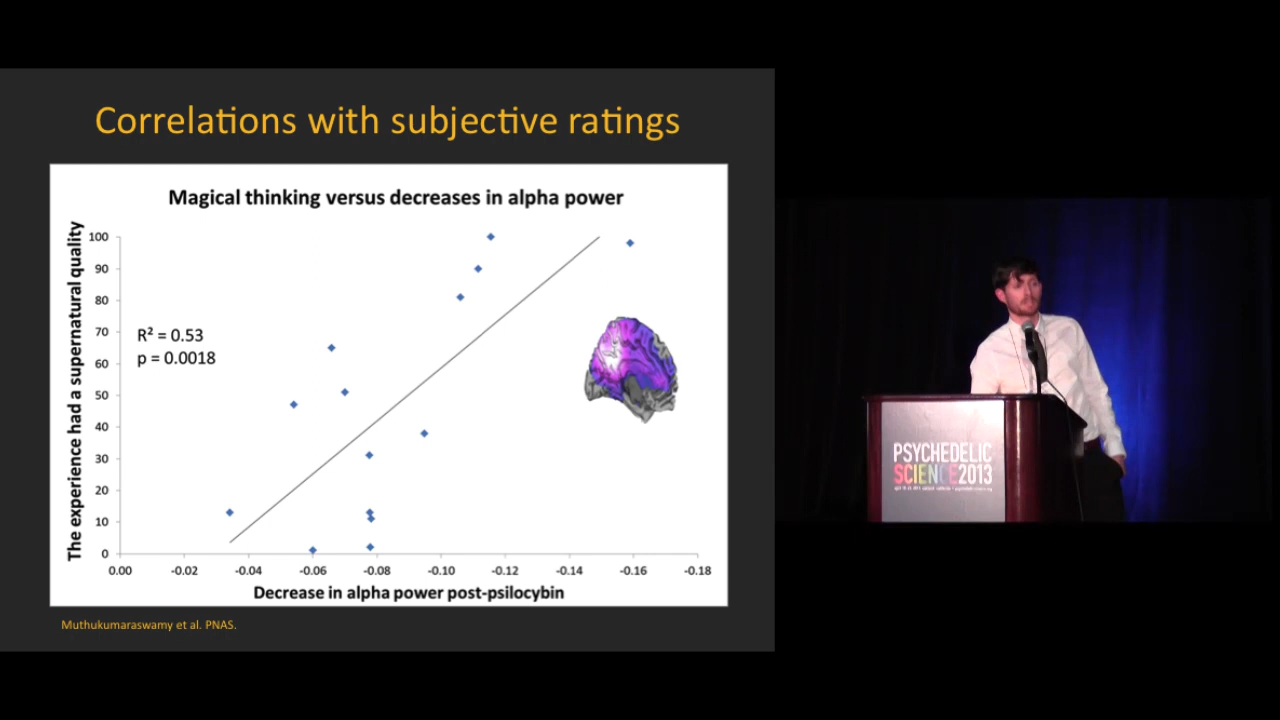 Correlations with subjective ratings
Magical thinking versus decreases in alpha power
The experience had a supernatural quality
100
90
80
70
60
50
40
30
20
10
0
R² = 0.53
p = 0.0018
0.00 -0.02 -0.04 -0.06 -0.08 -0.10 -0.12 -0.14 -0.16 -0.18
Decrease in alpha power post-psilocybin
Muthukumaraswamy et al. PNAS.
PSYCHEDELIC
SCIENCE2013